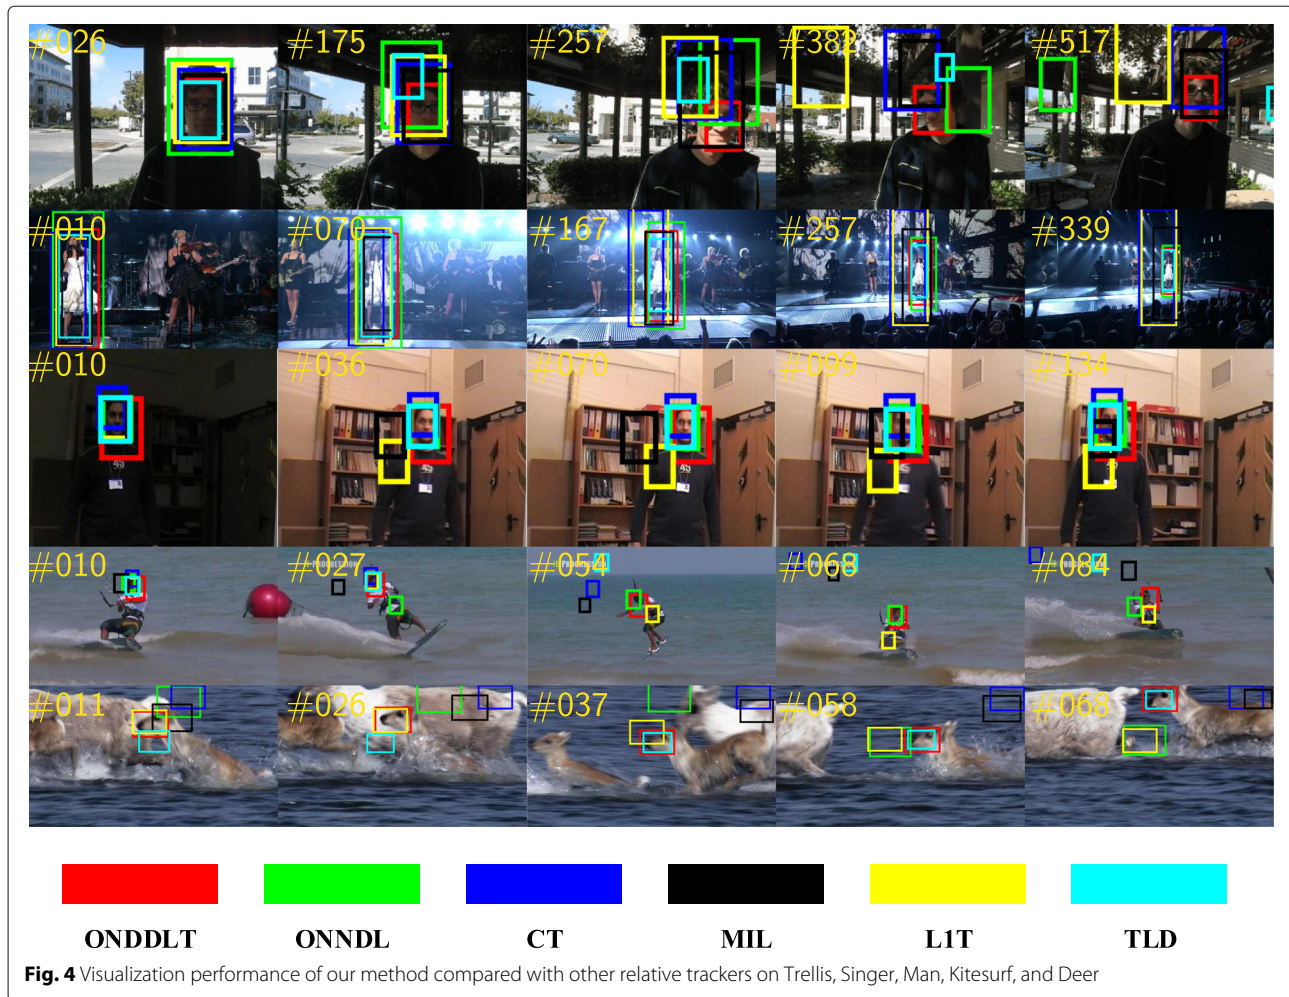 #026 #175 #257 #382 #517
#010 #070 #167 #257 #339
#010 #036 #070 #099 #134
#010 #027 #054 #068 #084
#011 #026 #037 #058 #068
ONDDLT ONNDL CT MIL L1T TLD
Fig. 4 Visualization performance of our method compared with other relative trackers on Trellis, Singer, Man, Kitesurf, and Deer